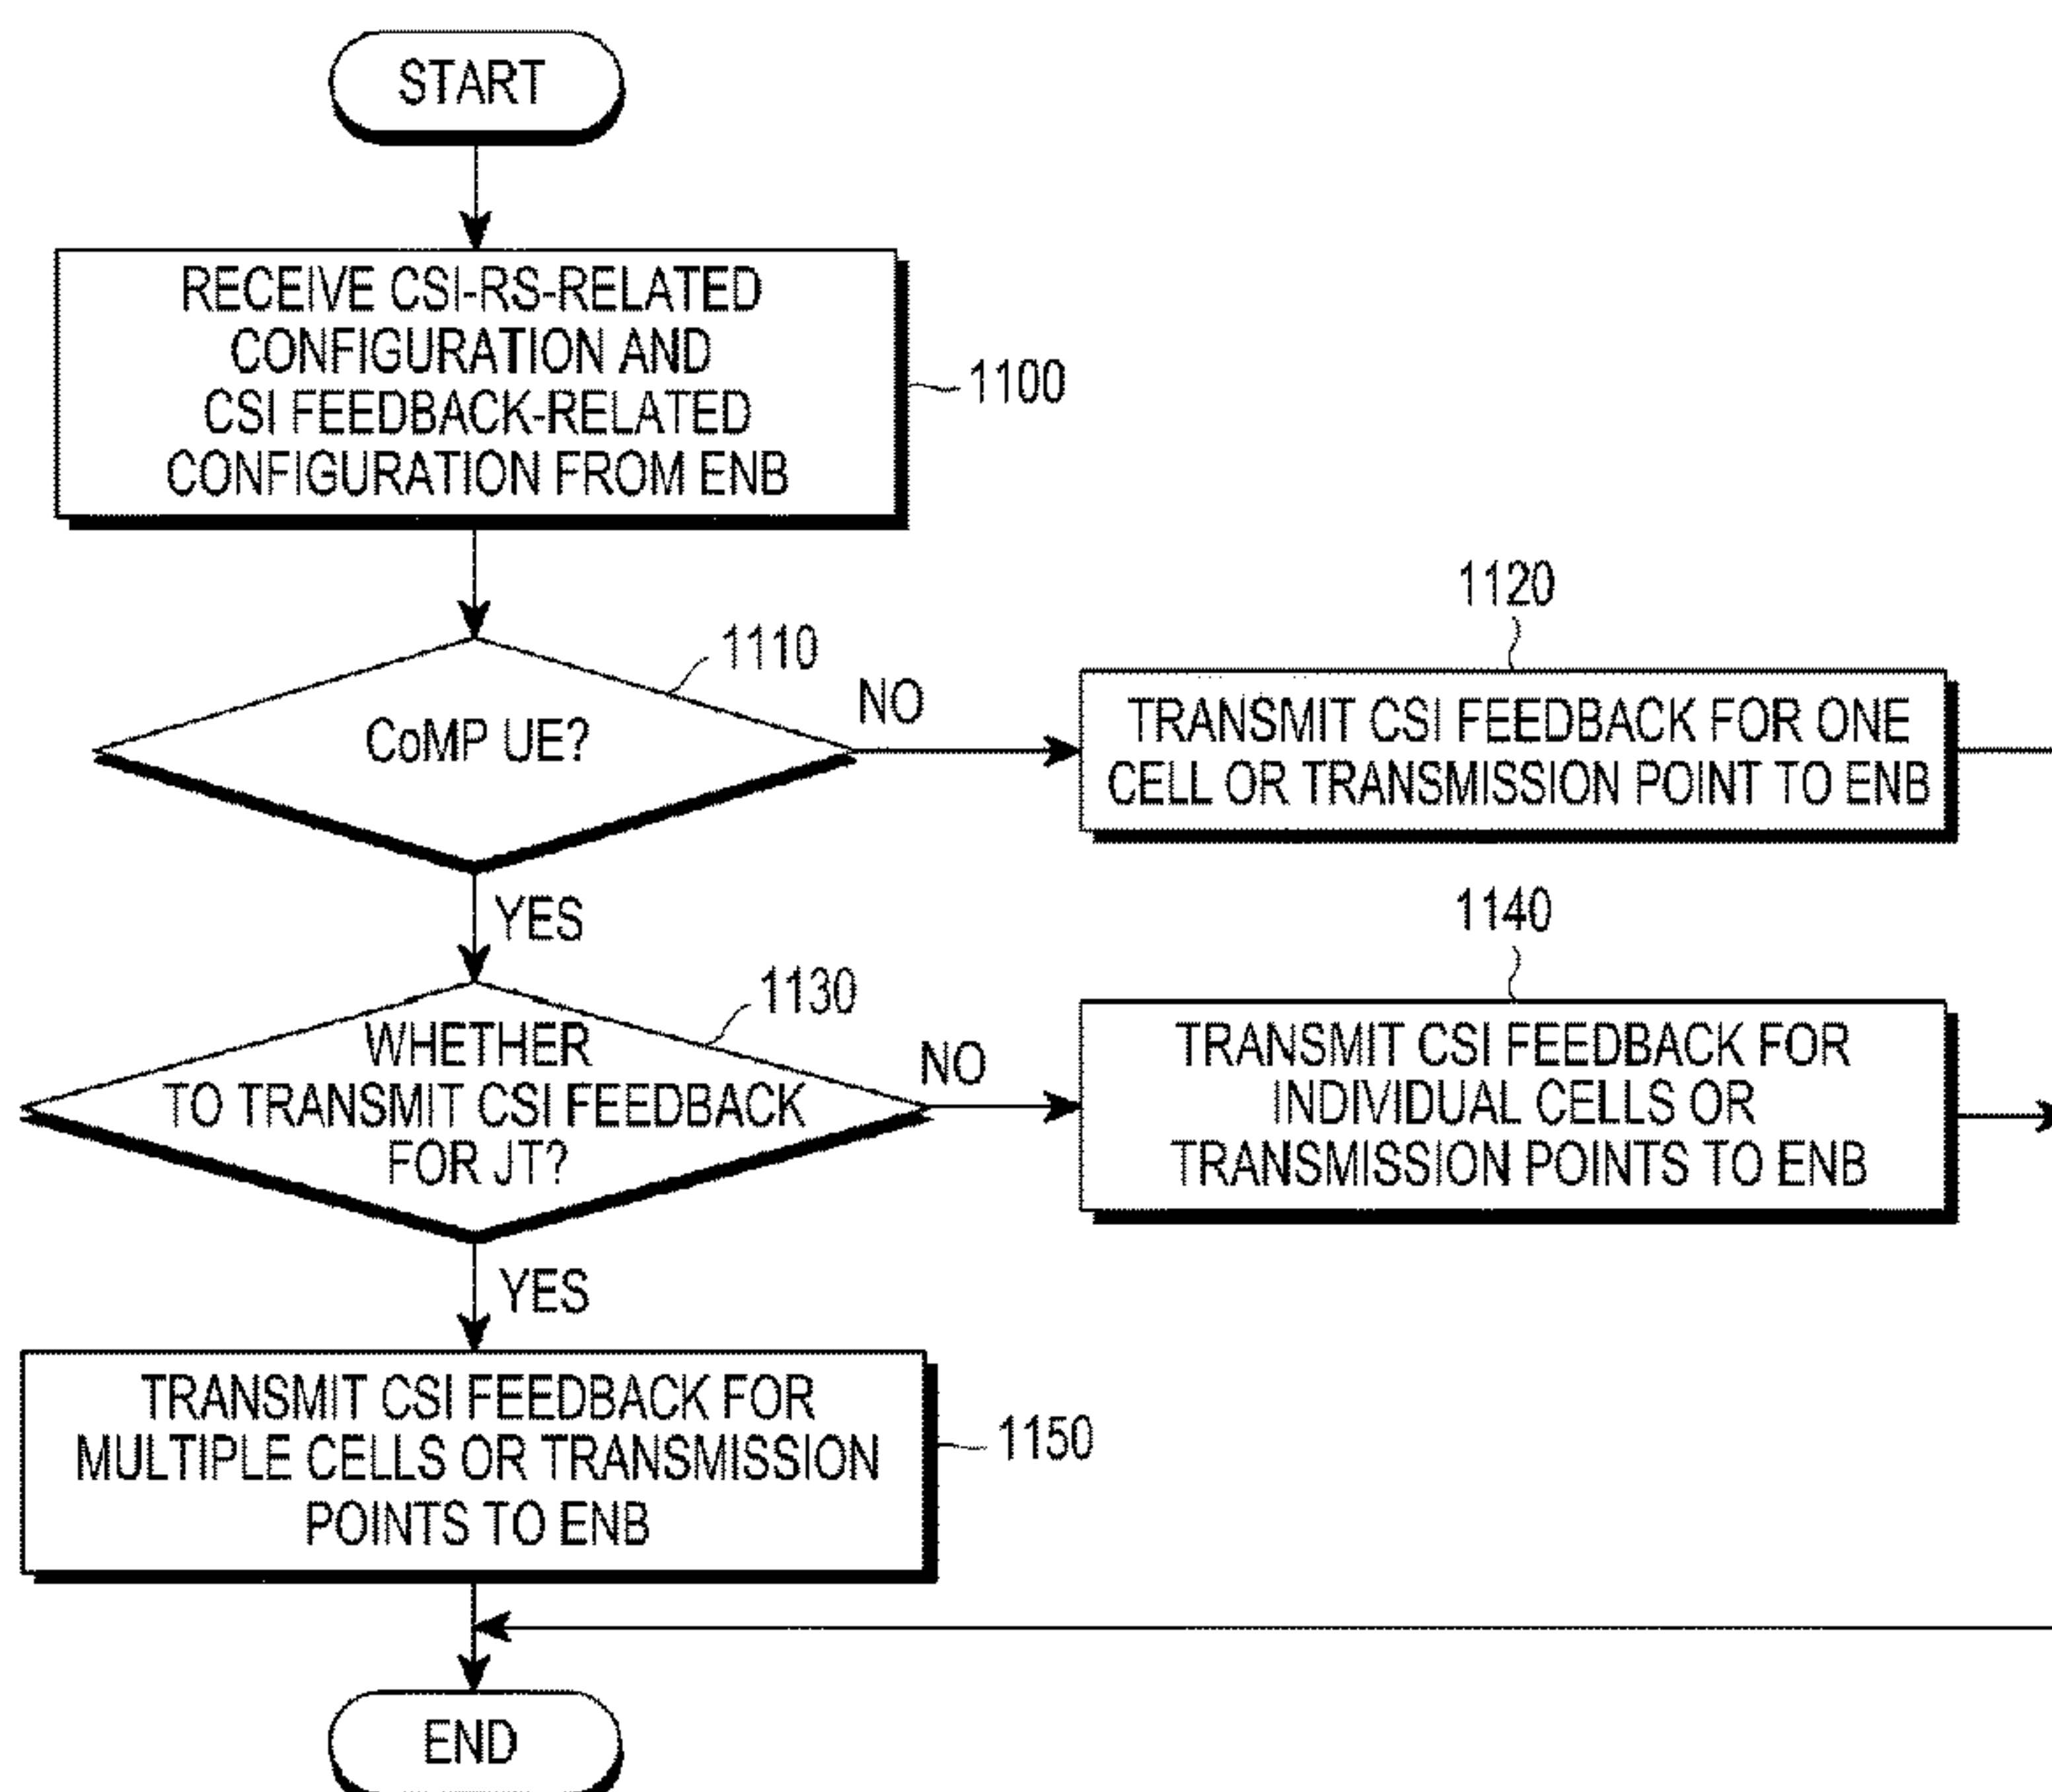 START
RECEIVE CSI-RS-RELATED
CONFIGURATION AND
CSI FEEDBACK-RELATED
CONFIGURATION FROM ENB
1100
CoMP UE?
1110
NO
1120
TRANSMIT CSI FEEDBACK FOR ONE
CELL OR TRANSMISSION POINT TO ENB
YES
WHETHER
TO TRANSMIT CSI FEEDBACK
FOR JT?
1130
NO
1140
TRANSMIT CSI FEEDBACK FOR
INDIVIDUAL CELLS OR
TRANSMISSION POINTS TO ENB
YES
TRANSMIT CSI FEEDBACK FOR
MULTIPLE CELLS OR TRANSMISSION
POINTS TO ENB
1150
END